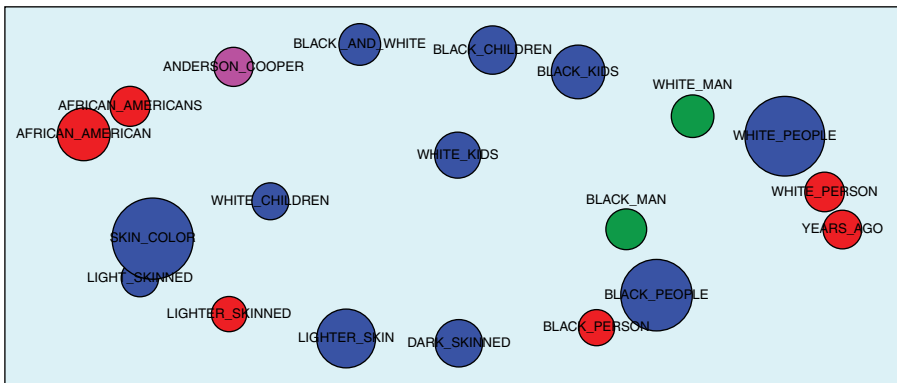 BLACK_AND_WHITE
BLACK_CHILDREN
ANDERSON_COOPER
BLACK_KIDS
WHITE_MAN
AFRICAN_AMERICANS
AFRICAN_AMERICAN
WHITE_PEOPLE
WHITE_KIDS
WHITE_PERSON
WHITE_CHILDREN
BLACK_MAN
YEARS_AGO
SKIN_COLOR
LIGHT_SKINNED
BLACK_PEOPLE
LIGHTER_SKINNED
BLACK_PERSON
LIGHTER_SKIN
DARK_SKINNED